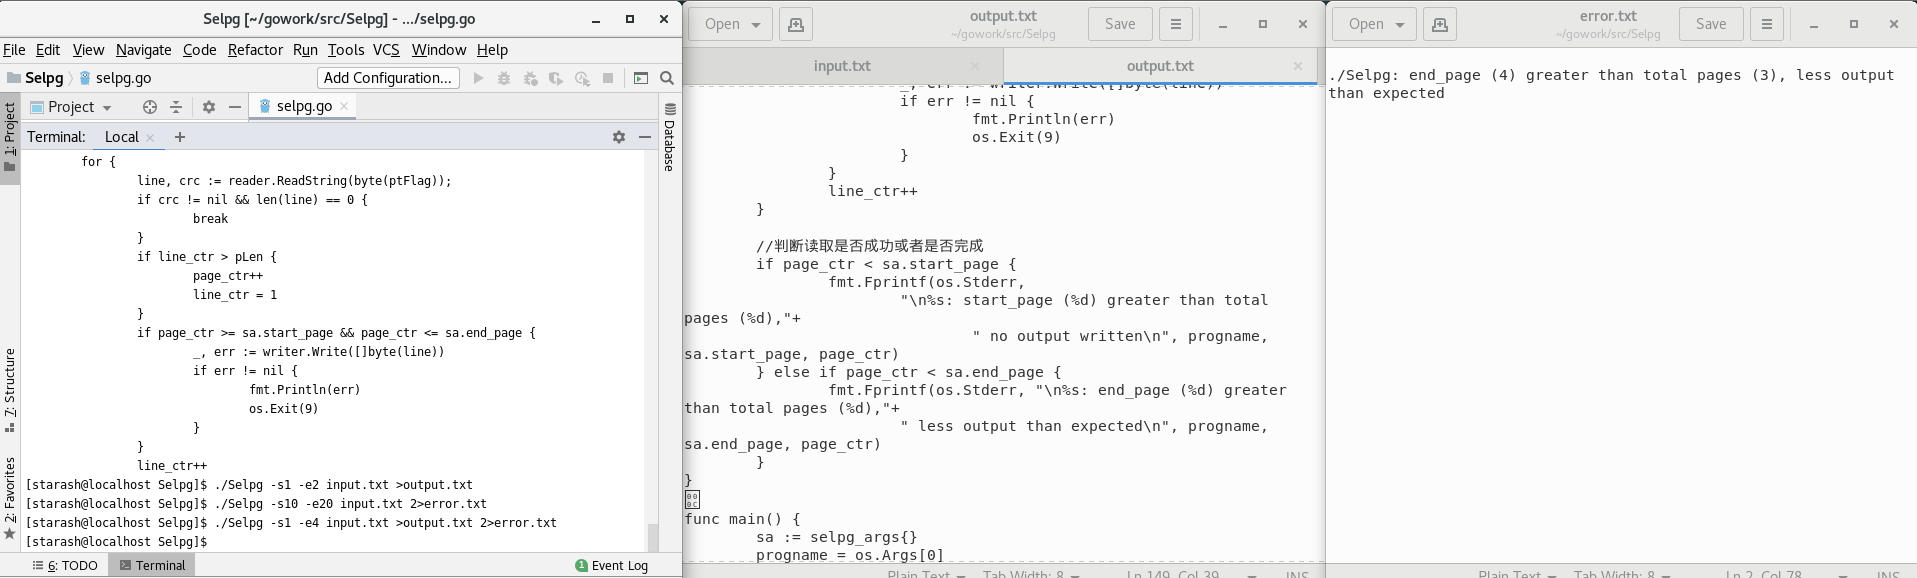 Selpg [~/gowork/src/Selpg] - .../selpg.go
File Edit View Navigate Code Refactor Run Tools VCS Window Help
Selpg selpg.go Add Configuration...
Project selpg.go
Terminal: Local
1: Project
7: Structure
2: Favorites
Database
for {
line, crc := reader.ReadString(byte(ptFlag));
if crc != nil && len(line) == 0 {
break
}
if line_ctr > pLen {
page_ctr++
line_ctr = 1
}
if page_ctr >= sa.start_page && page_ctr <= sa.end_page {
_, err := writer.Write([]byte(line))
if err != nil {
fmt.Println(err)
os.Exit(9)
}
}
line_ctr++
[starash@localhost Selpg]$ ./Selpg -s1 -e2 input.txt >output.txt
[starash@localhost Selpg]$ ./Selpg -s10 -e20 input.txt 2>error.txt
[starash@localhost Selpg]$ ./Selpg -s1 -e4 input.txt >output.txt 2>error.txt
[starash@localhost Selpg]$
6: TODO Terminal 1 Event Log
Open output.txt Save
~/gowork/src/Selpg
input.txt output.txt
_, err := writer.Write([]byte(line))
if err != nil {
fmt.Println(err)
os.Exit(9)
}
}
line_ctr++
}
//判断读取是否成功或者是否完成
if page_ctr < sa.start_page {
fmt.Fprintf(os.Stderr,
"\n%s: start_page (%d) greater than total
pages (%d),"+
" no output written\n", progname,
sa.start_page, page_ctr)
} else if page_ctr < sa.end_page {
fmt.Fprintf(os.Stderr, "\n%s: end_page (%d) greater
than total pages (%d),"+
" less output than expected\n", progname,
sa.end_page, page_ctr)
}
}
00
0C
func main() {
sa := selpg_args{}
progname = os.Args[0]
Plain Text Tab Width: 8 Ln 149, Col 39 INS
Open error.txt Save
~/gowork/src/Selpg
./Selpg: end_page (4) greater than total pages (3), less output
than expected
Plain Text Tab Width: 8 Ln 2, Col 78 INS